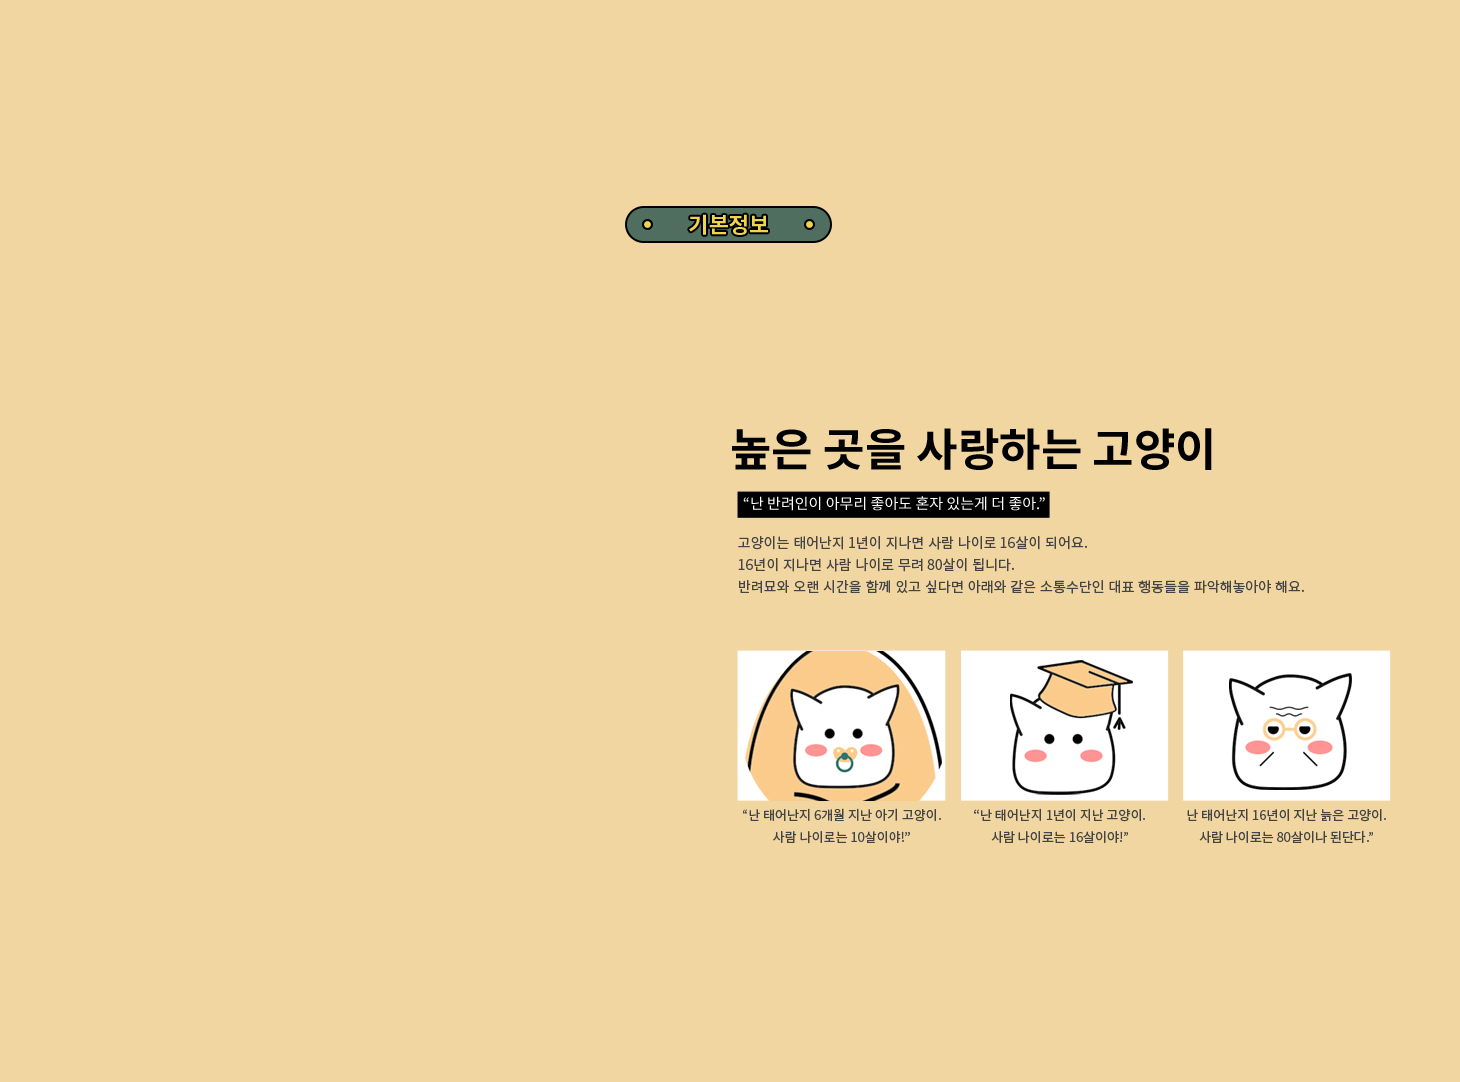 기본정보
높은 곳을 사랑하는 고양이
“난 반려인이 아무리 좋아도 혼자 있는게 더 좋아.”
고양이는 태어난지 1년이 지나면 사람 나이로 16살이 되어요.
16년이 지나면 사람 나이로 무려 80살이 됩니다.
반려묘와 오랜 시간을 함께 있고 싶다면 아래와 같은 소통수단인 대표 행동들을 파악해놓아야 해요.
“난 태어난지 6개월 지난 아기 고양이.
사람 나이로는 10살이야!”
“난 태어난지 1년이 지난 고양이.
사람 나이로는 16살이야!”
난 태어난지 16년이 지난 늙은 고양이.
사람 나이로는 80살이나 된단다.”